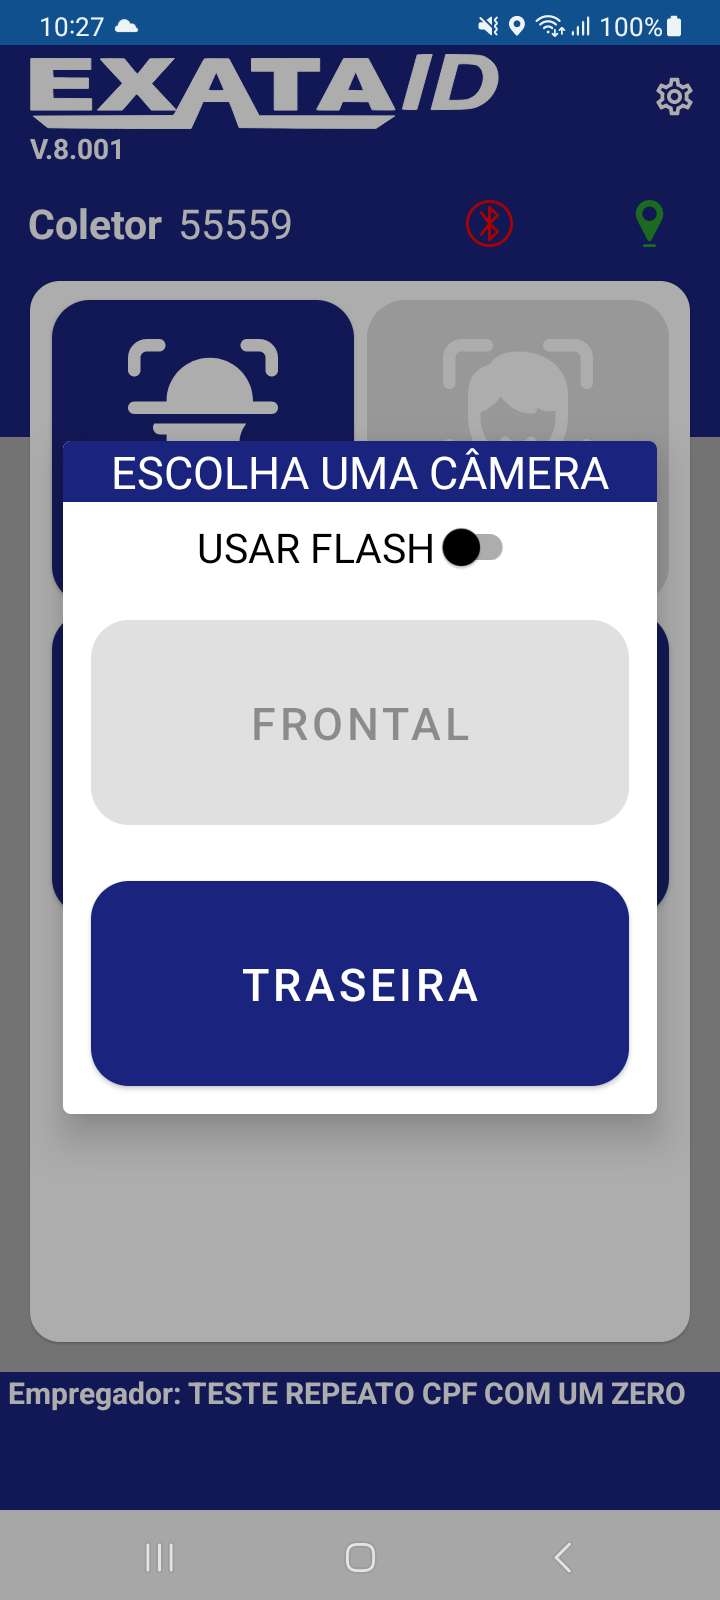 10:27
100%
EXATAID
V.8.001
Coletor 55559
ESCOLHA UMA CÂMERA
USAR FLASH
FRONTAL
TRASEIRA
Empregador: TESTE REPEATO CPF COM UM ZERO